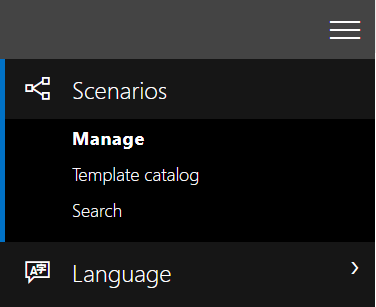 Scenarios
Manage
Template catalog
Search
Language